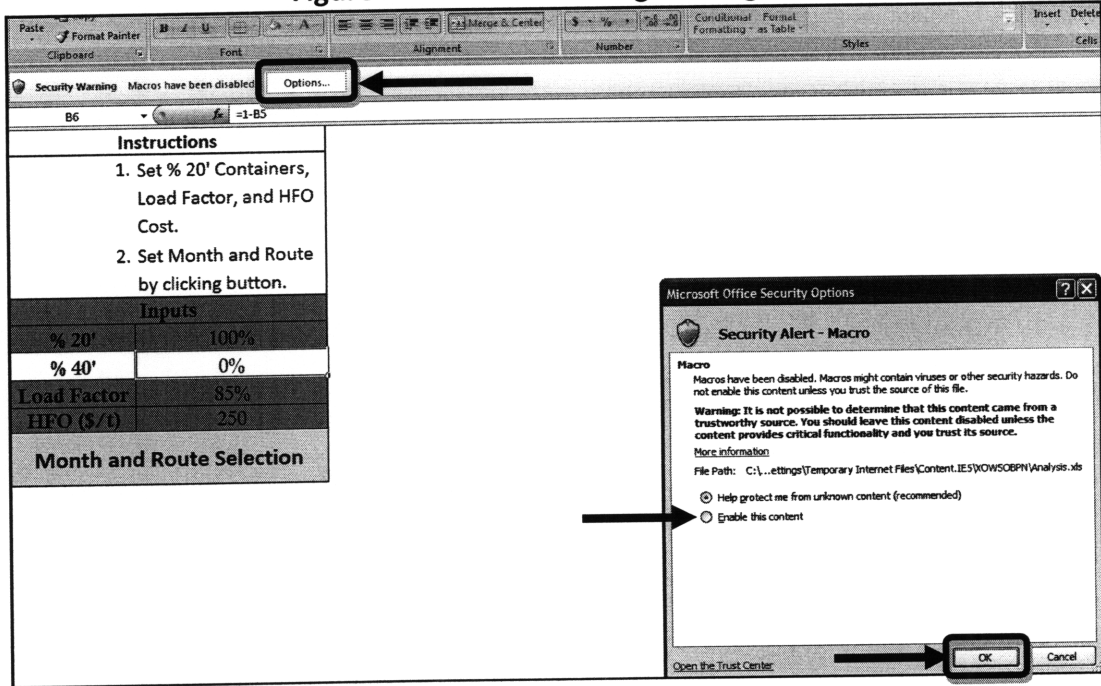 Paste
Format Painter
Clipboard
B I U
A
Font
Merge & Center
Alignment
$ % ,
Number
Conditional Format
Formatting as Table
Styles
Insert Delete
Cells
Security Warning Macros have been disabled Options...
B6 fx =1-B5
Instructions
1. Set % 20' Containers,
Load Factor, and HFO
Cost.
2. Set Month and Route
by clicking button.
Inputs
% 20' 100%
% 40' 0%
Load Factor 85%
HFO ($/t) 250
Month and Route Selection
Microsoft Office Security Options ? X
Security Alert - Macro
Macro
Macros have been disabled. Macros might contain viruses or other security hazards. Do
not enable this content unless you trust the source of this file.
Warning: It is not possible to determine that this content came from a
trustworthy source. You should leave this content disabled unless the
content provides critical functionality and you trust its source.
More information
File Path: C:\...ettings\Temporary Internet Files\Content.IE5\XOWSOBPN\Analysis.xls
Help protect me from unknown content (recommended)
Enable this content
Open the Trust Center
OK Cancel